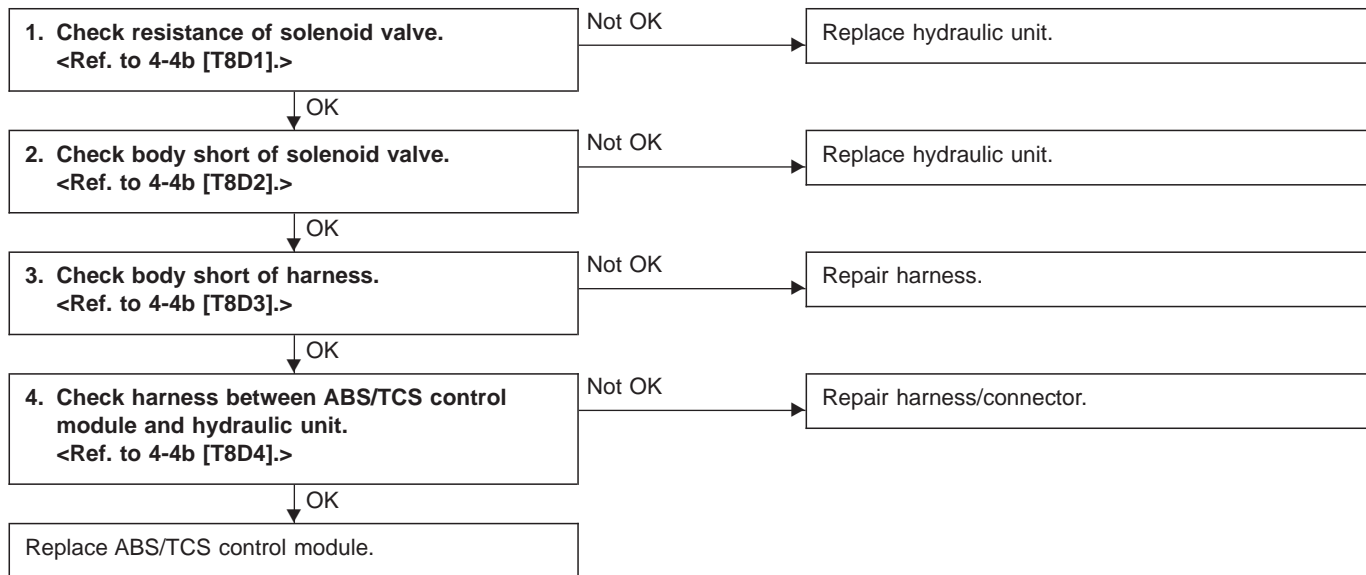 1. Check resistance of solenoid valve.
<Ref. to 4-4b [T8D1].>
Not OK
Replace hydraulic unit.
OK
2. Check body short of solenoid valve.
<Ref. to 4-4b [T8D2].>
Not OK
Replace hydraulic unit.
OK
3. Check body short of harness.
<Ref. to 4-4b [T8D3].>
Not OK
Repair harness.
OK
4. Check harness between ABS/TCS control
module and hydraulic unit.
<Ref. to 4-4b [T8D4].>
Not OK
Repair harness/connector.
OK
Replace ABS/TCS control module.